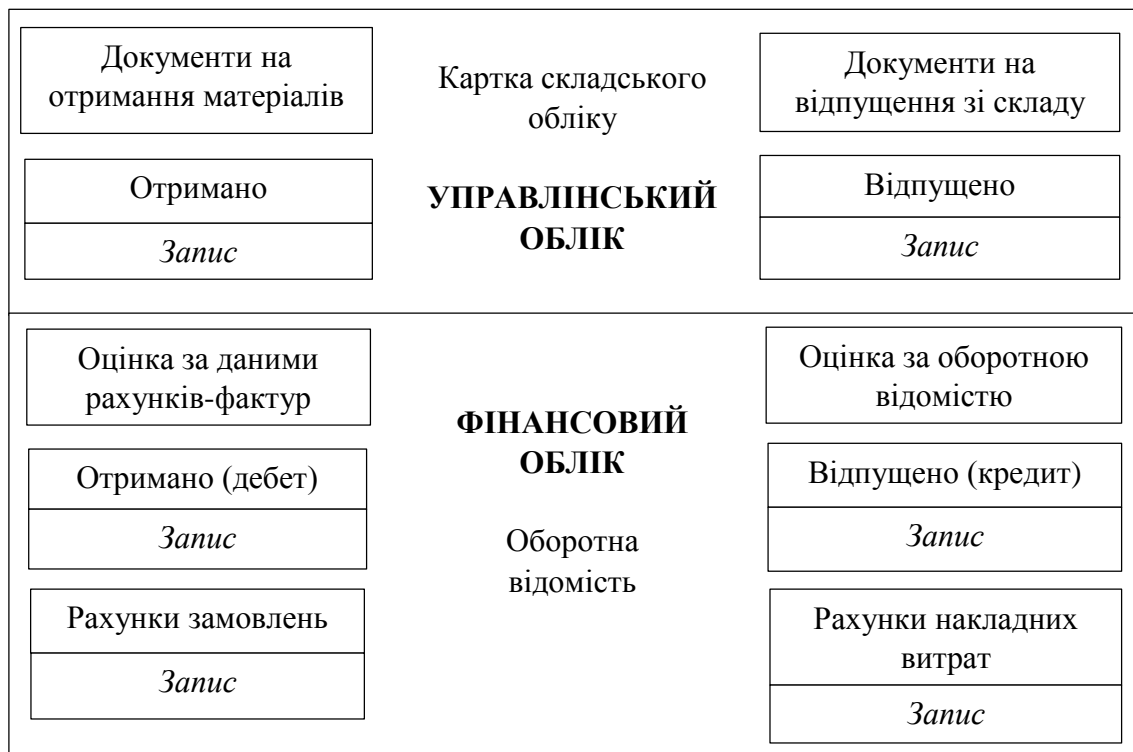 Документи на
отримання матеріалів
Картка складського
обліку
Документи на
відпущення зі складу
Отримано
Запис
УПРАВЛІНСЬКИЙ
ОБЛІК
Відпущено
Запис
Оцінка за даними
рахунків-фактур
ФІНАНСОВИЙ
ОБЛІК
Оцінка за оборотною
відомістю
Отримано (дебет)
Запис
Оборотна
відомість
Відпущено (кредит)
Запис
Рахунки замовлень
Запис
Рахунки накладних
витрат
Запис